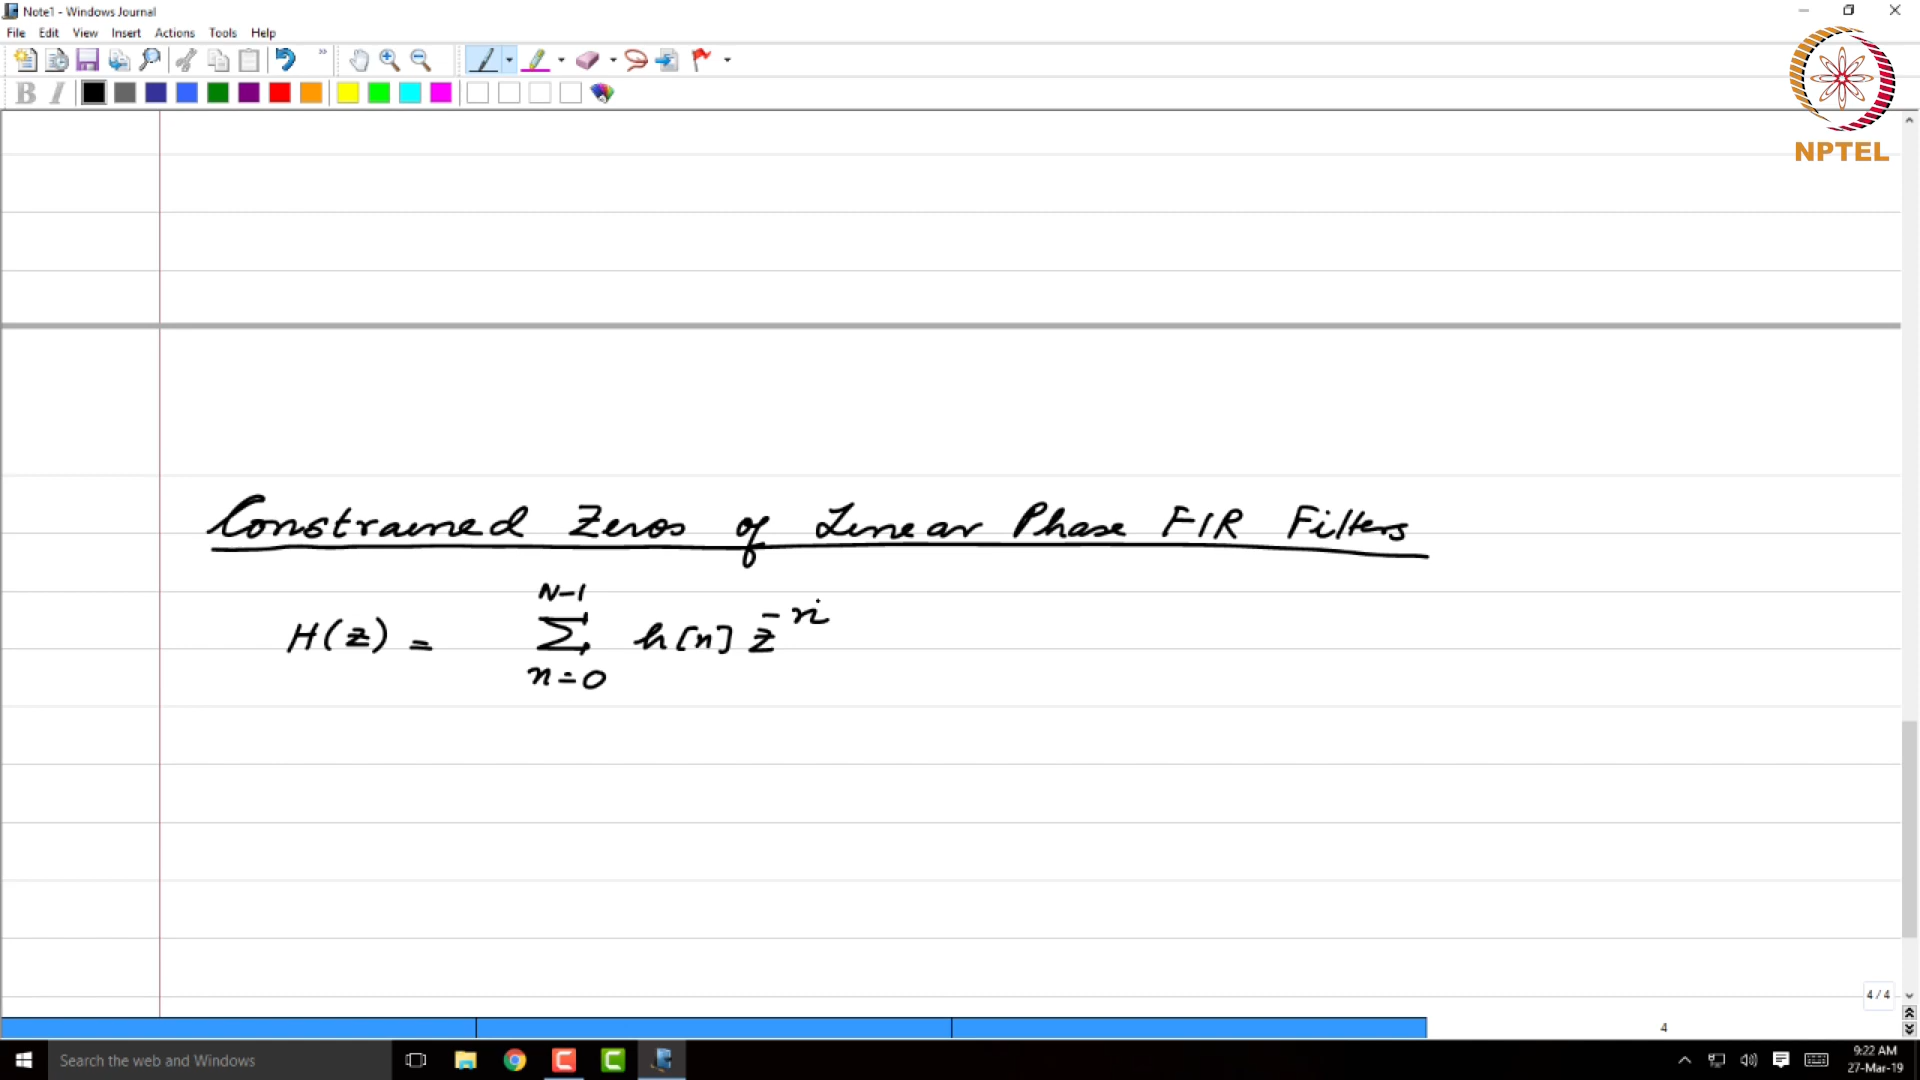 Note1 - Windows Journal
File Edit View Insert Actions Tools Help
B I
NPTEL
Constrained Zeros of Linear Phase FIR Filters
N-1
H(z) = Σ h[n] z^-n
n=0
4 / 4
4
Search the web and Windows
9:22 AM
27-Mar-19